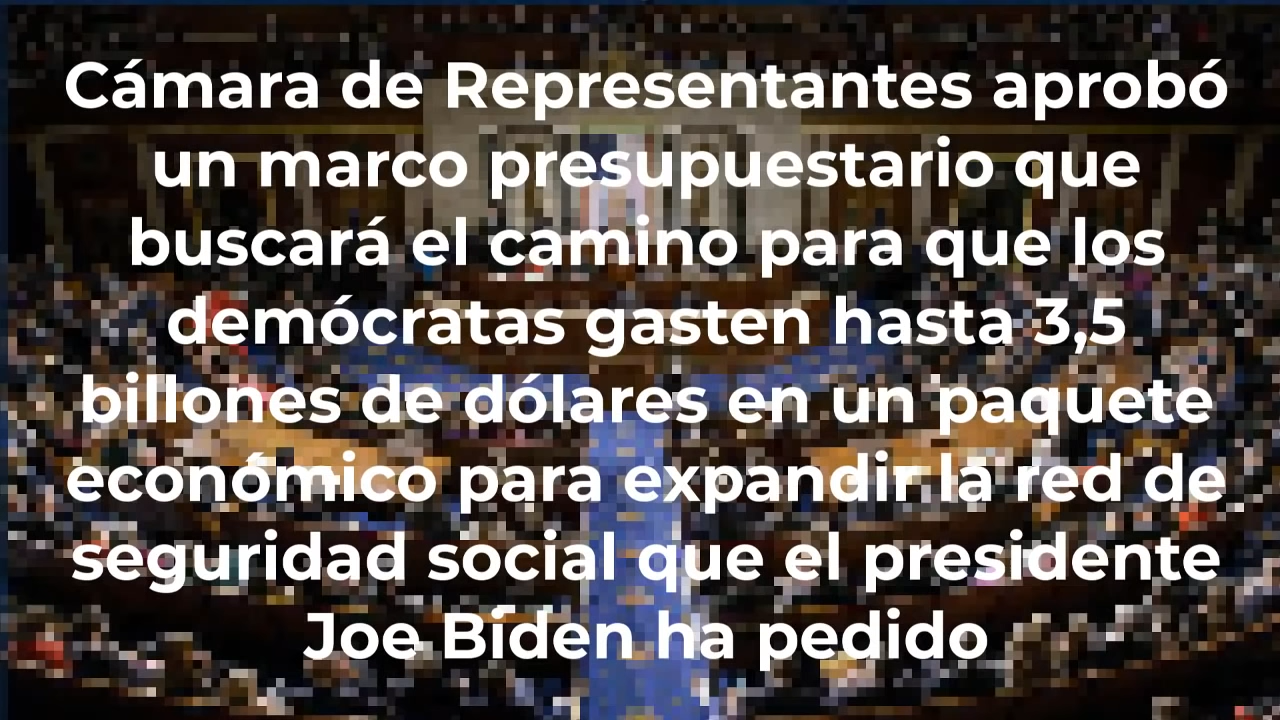 Cámara de Representantes aprobó
un marco presupuestario que
buscará el camino para que los
demócratas gasten hasta 3,5
billones de dólares en un paquete
económico para expandir la red de
seguridad social que el presidente
Joe Biden ha pedido